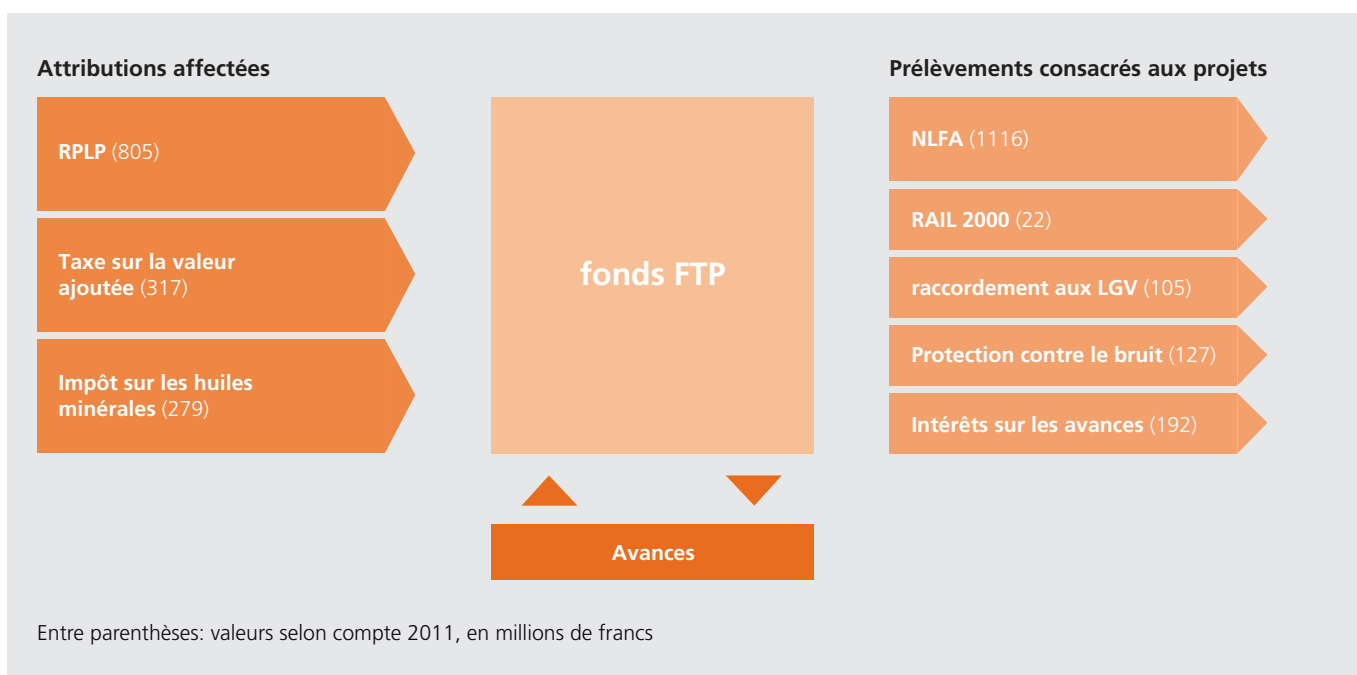 Attributions affectées
RPLP (805)
Taxe sur la valeur
ajoutée (317)
Impôt sur les huiles
minérales (279)
fonds FTP
Avances
Prélèvements consacrés aux projets
NLFA (1116)
RAIL 2000 (22)
raccordement aux LGV (105)
Protection contre le bruit (127)
Intérêts sur les avances (192)
Entre parenthèses: valeurs selon compte 2011, en millions de francs